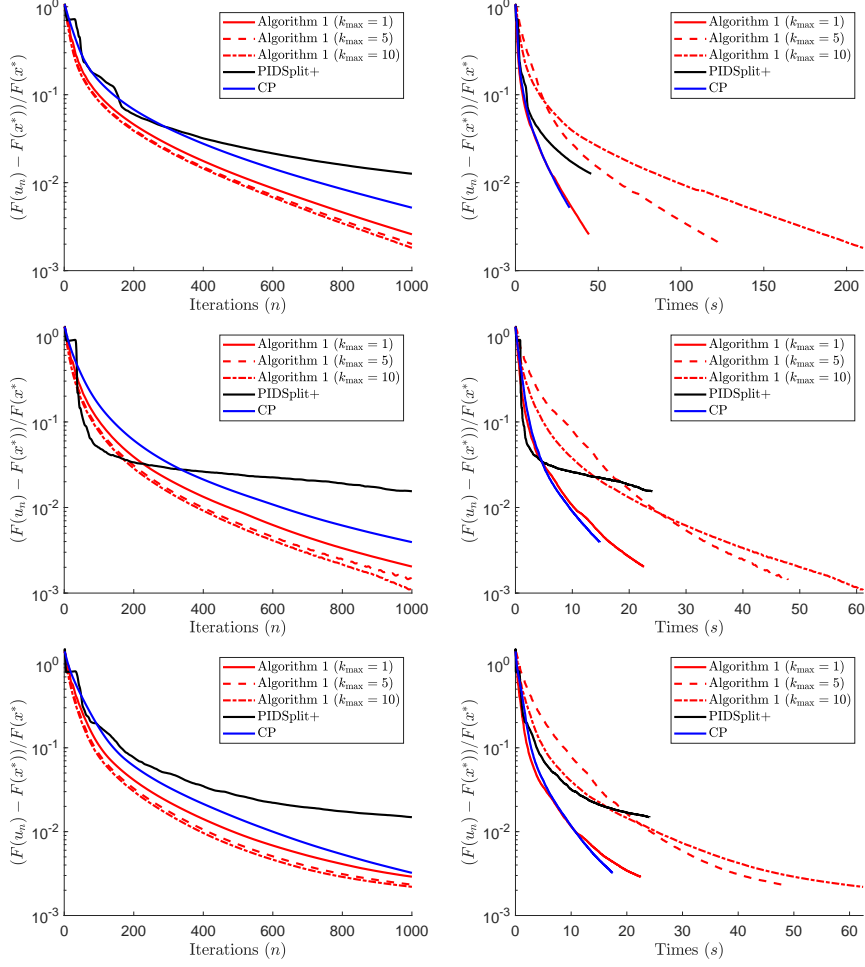 (F(u_n) − F(x*))/F(x*)
10^0
10^-1
10^-2
10^-3
Algorithm 1 (k_max = 1)
Algorithm 1 (k_max = 5)
Algorithm 1 (k_max = 10)
PIDSplit+
CP
0 200 400 600 800 1000
Iterations (n)
(F(u_n) − F(x*))/F(x*)
10^0
10^-1
10^-2
10^-3
Algorithm 1 (k_max = 1)
Algorithm 1 (k_max = 5)
Algorithm 1 (k_max = 10)
PIDSplit+
CP
0 50 100 150 200
Times (s)
(F(u_n) − F(x*))/F(x*)
10^0
10^-1
10^-2
10^-3
Algorithm 1 (k_max = 1)
Algorithm 1 (k_max = 5)
Algorithm 1 (k_max = 10)
PIDSplit+
CP
0 200 400 600 800 1000
Iterations (n)
(F(u_n) − F(x*))/F(x*)
10^0
10^-1
10^-2
10^-3
Algorithm 1 (k_max = 1)
Algorithm 1 (k_max = 5)
Algorithm 1 (k_max = 10)
PIDSplit+
CP
0 10 20 30 40 50 60
Times (s)
(F(u_n) − F(x*))/F(x*)
10^0
10^-1
10^-2
10^-3
Algorithm 1 (k_max = 1)
Algorithm 1 (k_max = 5)
Algorithm 1 (k_max = 10)
PIDSplit+
CP
0 200 400 600 800 1000
Iterations (n)
(F(u_n) − F(x*))/F(x*)
10^0
10^-1
10^-2
10^-3
Algorithm 1 (k_max = 1)
Algorithm 1 (k_max = 5)
Algorithm 1 (k_max = 10)
PIDSplit+
CP
0 10 20 30 40 50 60
Times (s)